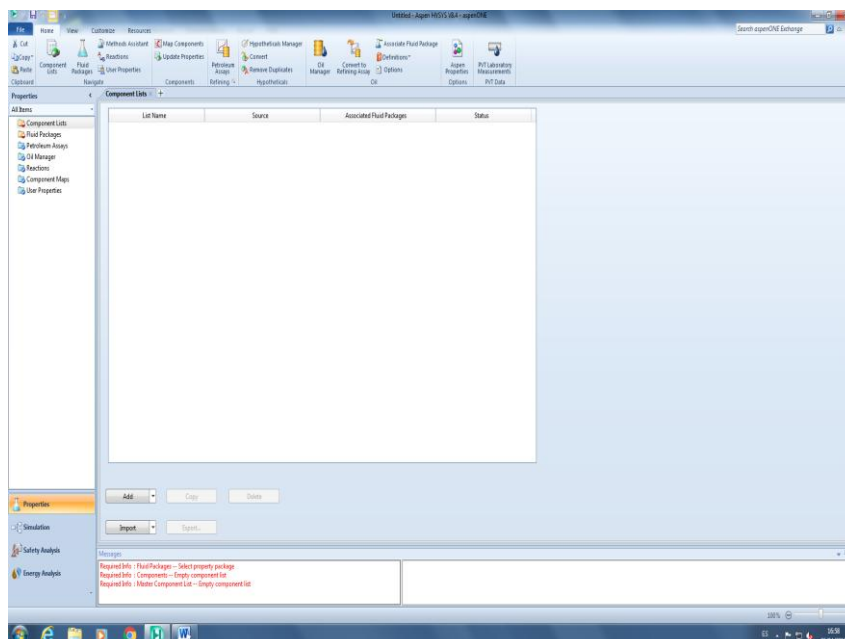 Untitled - Aspen HYSYS V8.4 - aspenONE
File Home View Customize Resources
Search aspenONE Exchange
Cut
Copy
Paste
Clipboard
Component Lists
Fluid Packages
Methods Assistant
Reactions
User Properties
Navigate
Map Components
Update Properties
Components
Petroleum Assays
Refining
Hypotheticals Manager
Convert
Remove Duplicates
Hypotheticals
Oil Manager
Convert to Refining Assay
Associate Fluid Package
Definitions
Options
Oil
Aspen Properties
Options
PVT Laboratory Measurements
PVT Data
Properties
All Items
Component Lists
Fluid Packages
Petroleum Assays
Oil Manager
Reactions
Component Maps
User Properties
Properties
Simulation
Safety Analysis
Energy Analysis
Component Lists +
List Name Source Associated Fluid Packages Status
Add Copy Delete
Import Export...
Messages
Required Info : Fluid Packages -- Select property package
Required Info : Components -- Empty component list
Required Info : Master Component List -- Empty component list
100%
ES 16:58